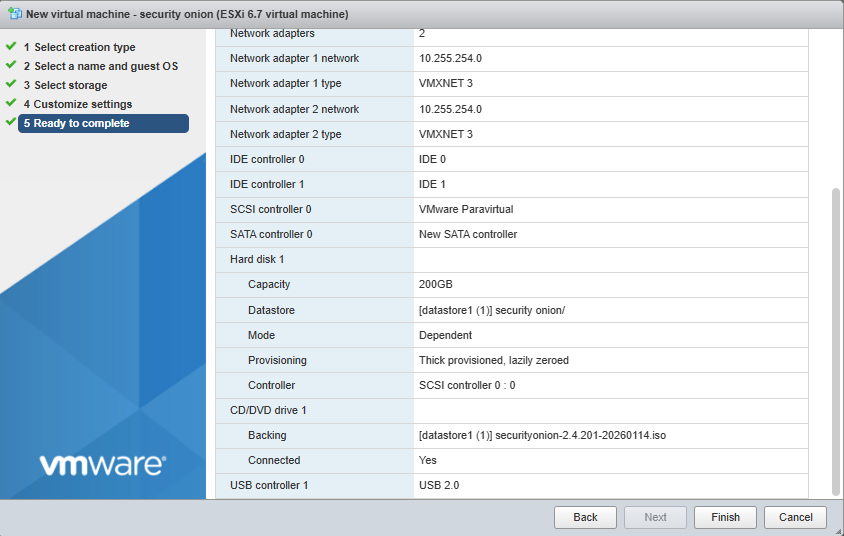 New virtual machine - security onion (ESXi 6.7 virtual machine)
1 Select creation type
2 Select a name and guest OS
3 Select storage
4 Customize settings
5 Ready to complete
Network adapters 2
Network adapter 1 network 10.255.254.0
Network adapter 1 type VMXNET 3
Network adapter 2 network 10.255.254.0
Network adapter 2 type VMXNET 3
IDE controller 0 IDE 0
IDE controller 1 IDE 1
SCSI controller 0 VMware Paravirtual
SATA controller 0 New SATA controller
Hard disk 1
Capacity 200GB
Datastore [datastore1 (1)] security onion/
Mode Dependent
Provisioning Thick provisioned, lazily zeroed
Controller SCSI controller 0 : 0
CD/DVD drive 1
Backing [datastore1 (1)] securityonion-2.4.201-20260114.iso
Connected Yes
USB controller 1 USB 2.0
vmware®
Back Next Finish Cancel